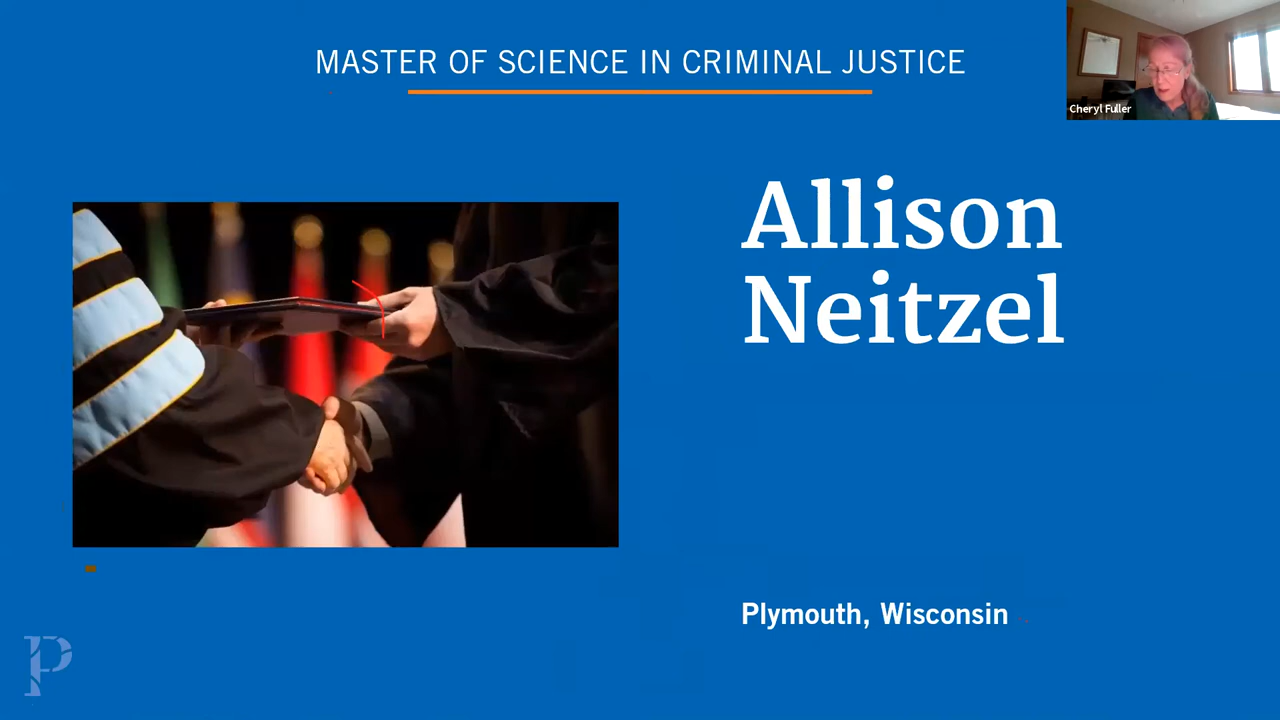 MASTER OF SCIENCE IN CRIMINAL JUSTICE
Cheryl Fuller
Allison
Neitzel
Plymouth, Wisconsin
P